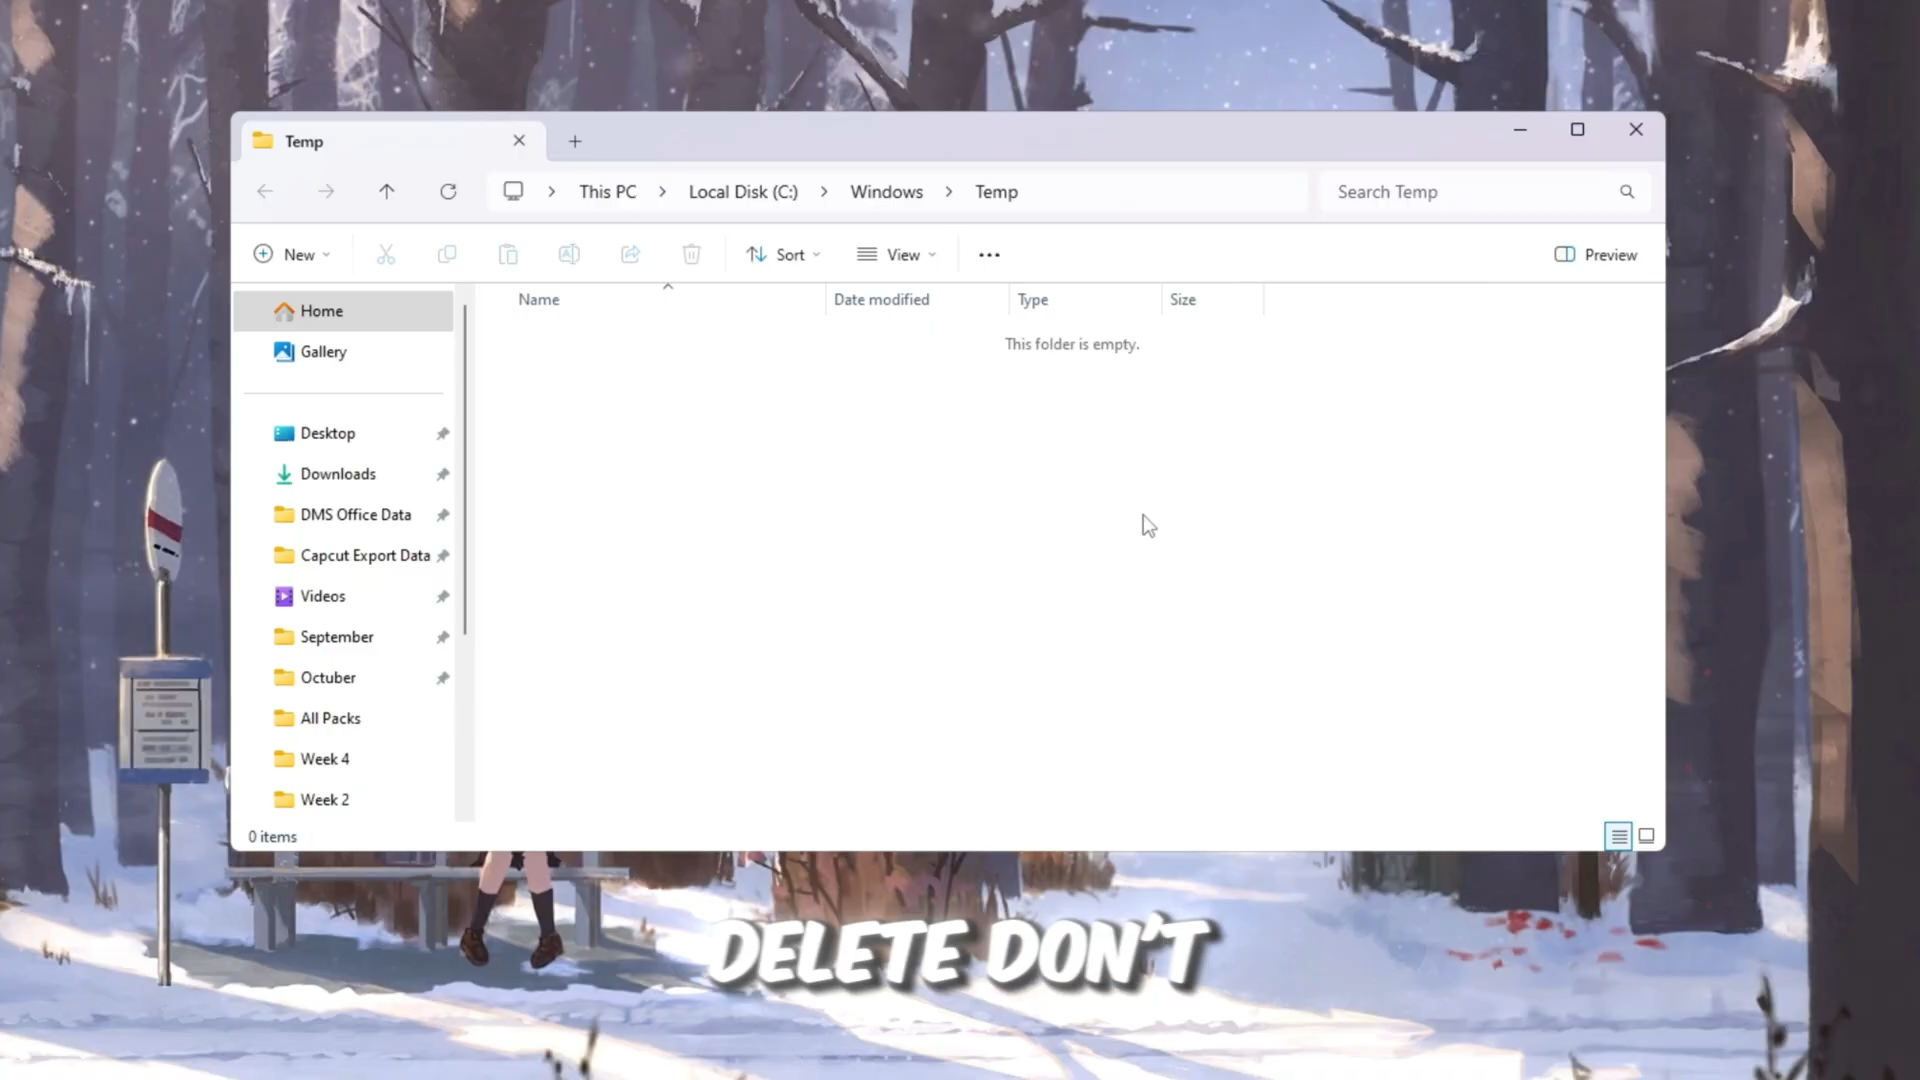 Temp
This PC > Local Disk (C:) > Windows > Temp
Search Temp
New
Sort
View
Preview
Name
Date modified
Type
Size
This folder is empty.
Home
Gallery
Desktop
Downloads
DMS Office Data
Capcut Export Data
Videos
September
Octuber
All Packs
Week 4
Week 2
0 items
DELETE DON'T